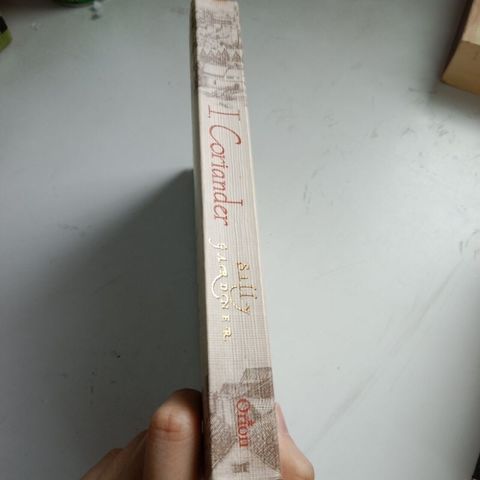 I Coriander
Sally
GARDNER
Orion